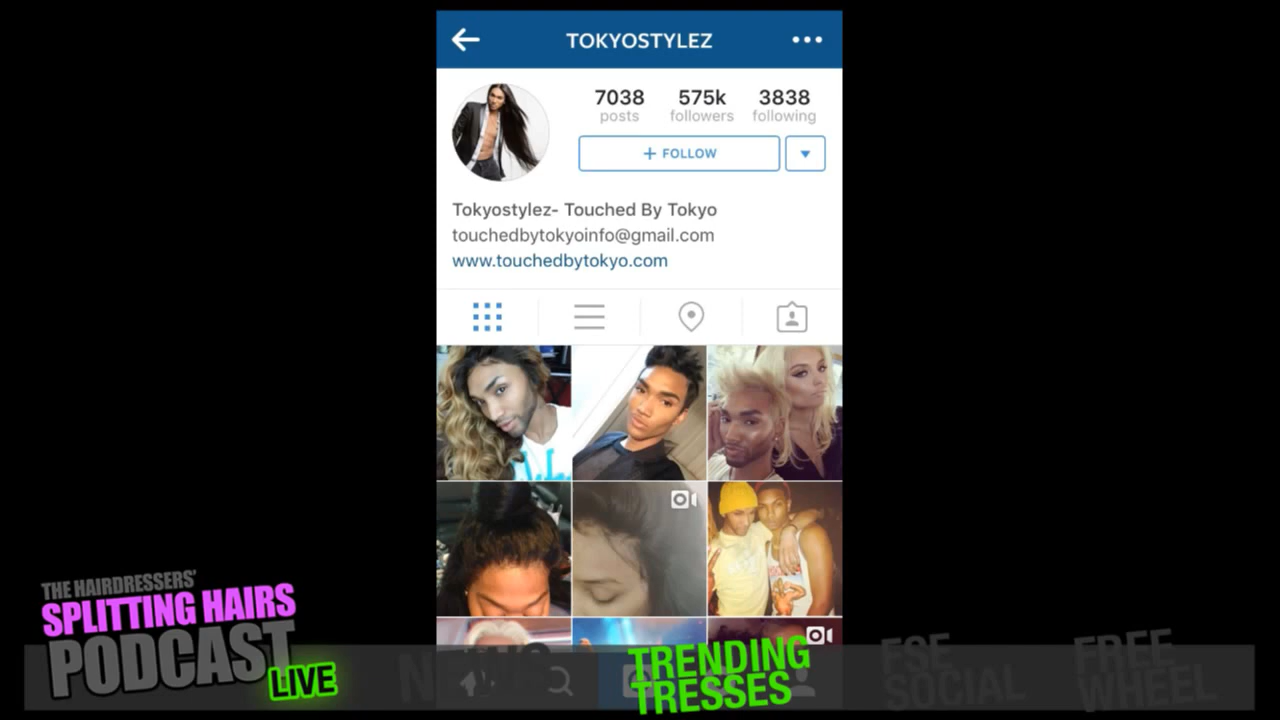 TOKYOSTYLEZ
7038 575k 3838
posts followers following
+ FOLLOW
Tokyostylez- Touched By Tokyo
touchedbytokyoinfo@gmail.com
www.touchedbytokyo.com
THE HAIRDRESSERS'
SPLITTING HAIRS
PODCAST
LIVE
TRENDING
TRESSES
FSE
SOCIAL
FREE
WHEEL